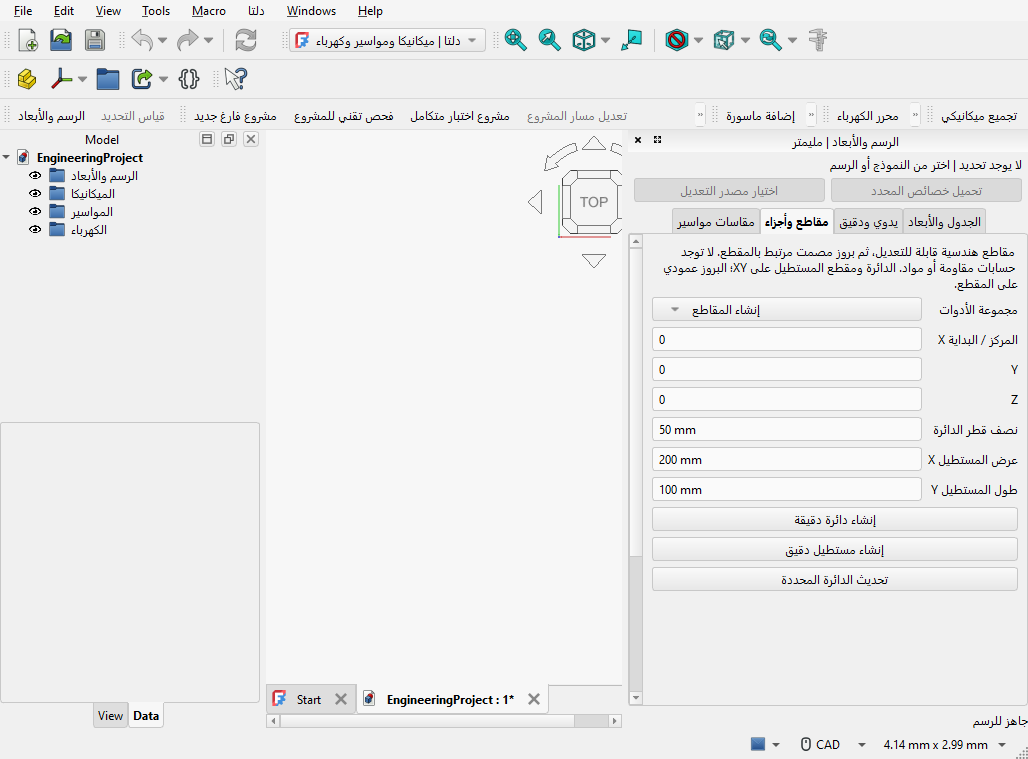 File Edit View Tools Macro دلتا Windows Help
دلتا | ميكانيكا ومواسير وكهرباء
الرسم والأبعاد قياس التحديد مشروع فارغ جديد فحص تقني للمشروع مشروع اختبار متكامل تعديل مسار المشروع » إضافة ماسورة » محرر الكهرباء » تجميع ميكانيكي
Model
EngineeringProject
الرسم والأبعاد
الميكانيكا
المواسير
الكهرباء
View Data
TOP
Start EngineeringProject : 1*
الرسم والأبعاد | مليمتر
لا يوجد تحديد | اختر من النموذج أو الرسم
تحميل خصائص المحدد اختيار مصدر التعديل
الجدول والأبعاد يدوي ودقيق مقاطع وأجزاء مقاسات مواسير
مقاطع هندسية قابلة للتعديل، ثم بروز مصمت مرتبط بالمقطع. لا توجد
حسابات مقاومة أو مواد. الدائرة ومقطع المستطيل على XY؛ البروز عمودي
على المقطع.
مجموعة الأدوات إنشاء المقاطع
المركز / البداية X 0
Y 0
Z 0
نصف قطر الدائرة 50 mm
عرض المستطيل X 200 mm
طول المستطيل Y 100 mm
إنشاء دائرة دقيقة
إنشاء مستطيل دقيق
تحديث الدائرة المحددة
جاهز للرسم
CAD 4.14 mm x 2.99 mm